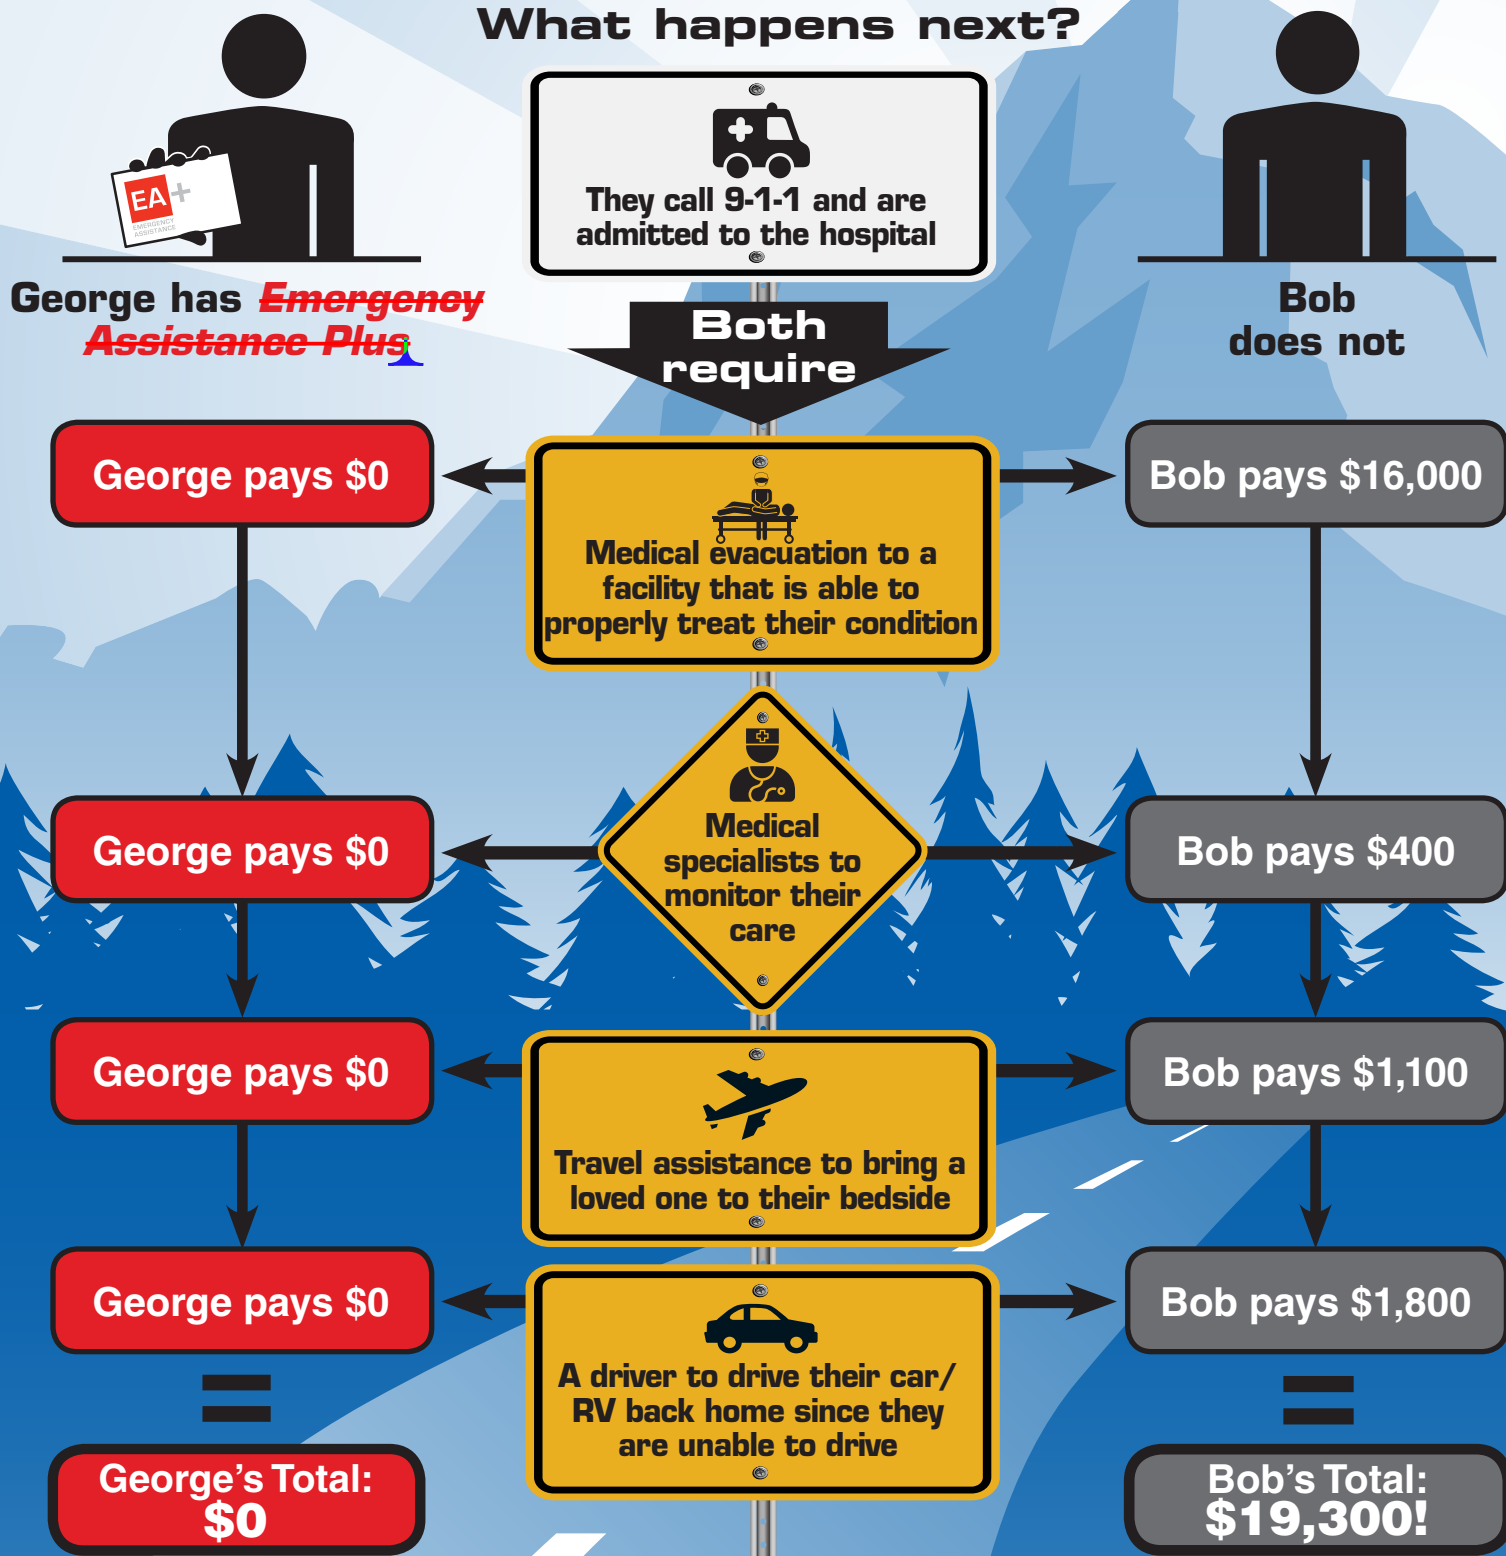 What happens next?
EA+
EMERGENCY
ASSISTANCE
They call 9-1-1 and are
admitted to the hospital
George has Emergency
Assistance Plus
Bob
does not
Both
require
George pays $0
Medical evacuation to a
facility that is able to
properly treat their condition
Bob pays $16,000
George pays $0
Medical
specialists to
monitor their
care
Bob pays $400
George pays $0
Travel assistance to bring a
loved one to their bedside
Bob pays $1,100
George pays $0
A driver to drive their car/
RV back home since they
are unable to drive
Bob pays $1,800
=
=
George's Total:
$0
Bob's Total:
$19,300!